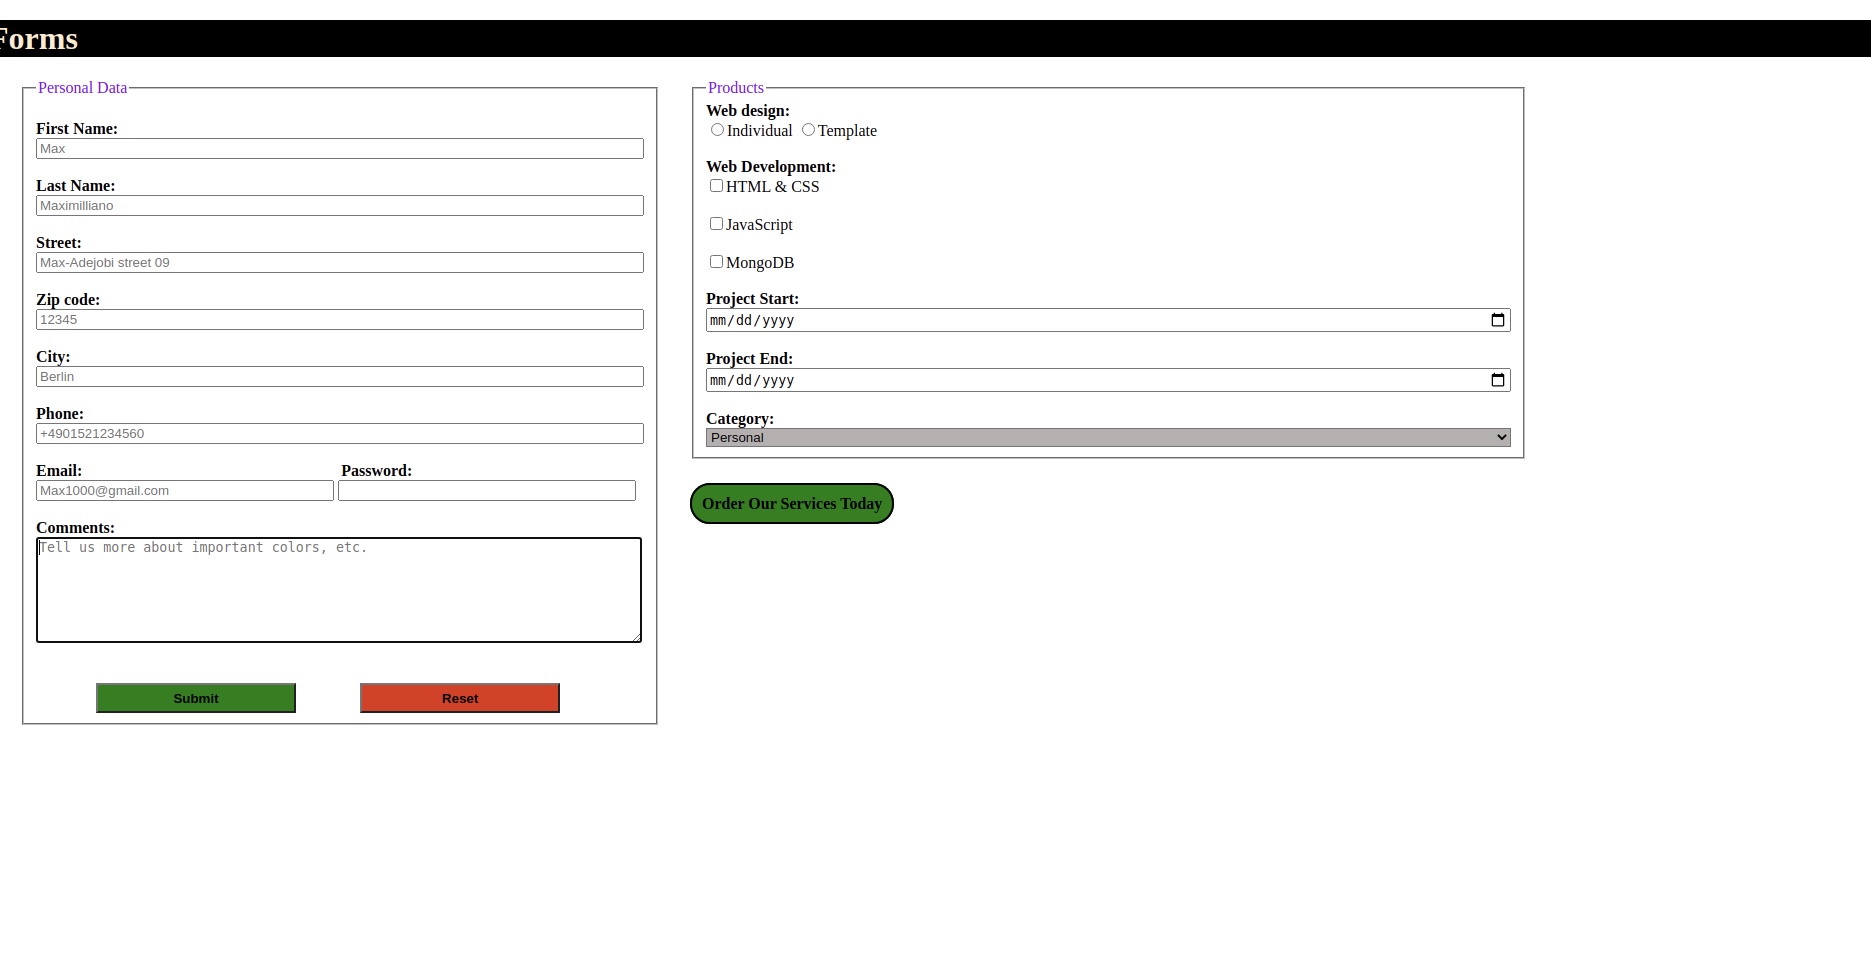 Forms
Personal Data
First Name:
Max
Last Name:
Maximilliano
Street:
Max-Adejobi street 09
Zip code:
12345
City:
Berlin
Phone:
+4901521234560
Email: Password:
Max1000@gmail.com
Comments:
Tell us more about important colors, etc.
Submit Reset
Products
Web design:
Individual Template
Web Development:
HTML & CSS
JavaScript
MongoDB
Project Start:
mm/dd/yyyy
Project End:
mm/dd/yyyy
Category:
Personal
Order Our Services Today